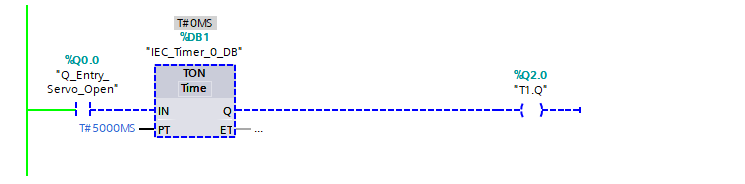 T#0MS
%DB1
"IEC_Timer_0_DB"
%Q0.0
"Q_Entry_
Servo_Open"
TON
Time
%Q2.0
"T1.Q"
IN
Q
T#5000MS
PT
ET
...